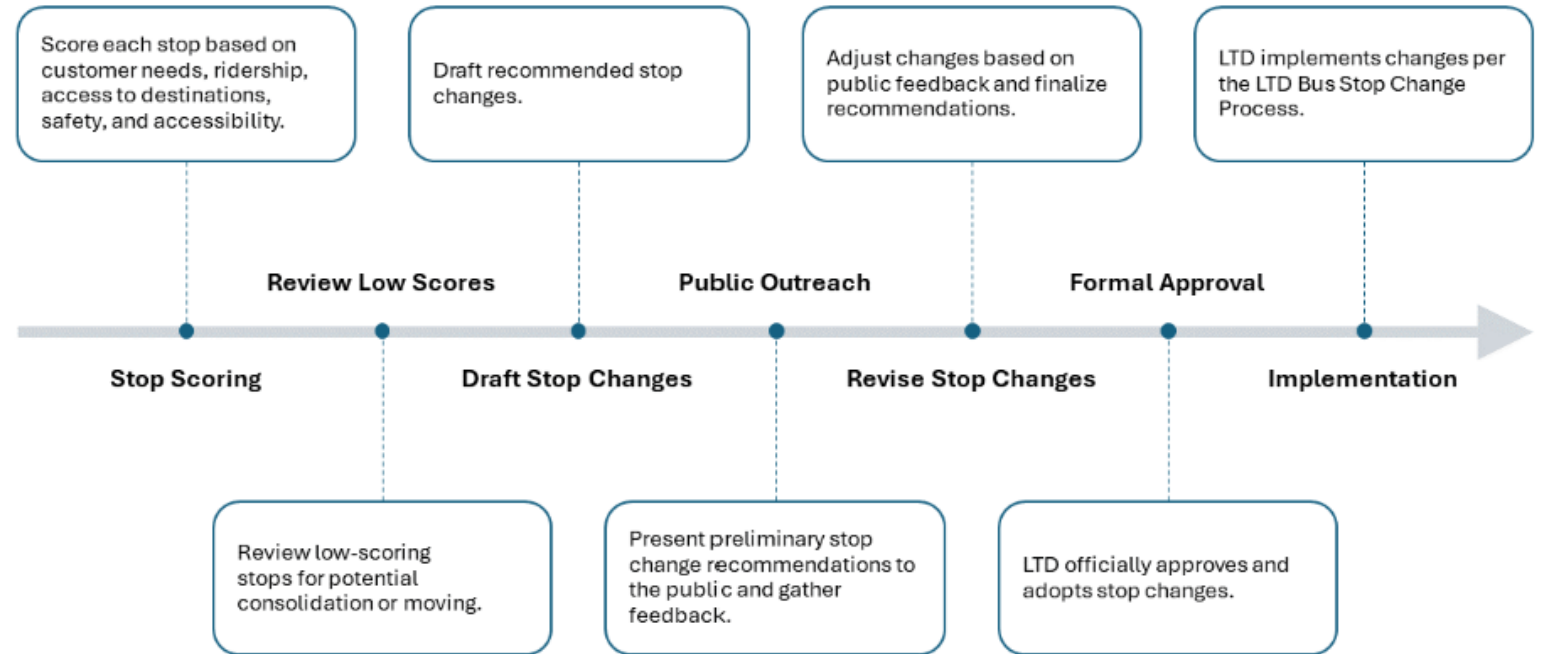 Score each stop based on
customer needs, ridership,
access to destinations,
safety, and accessibility.
Draft recommended stop
changes.
Adjust changes based on
public feedback and finalize
recommendations.
LTD implements changes per
the LTD Bus Stop Change
Process.
Review Low Scores
Public Outreach
Formal Approval
Stop Scoring
Draft Stop Changes
Revise Stop Changes
Implementation
Review low-scoring
stops for potential
consolidation or moving.
Present preliminary stop
change recommendations to
the public and gather
feedback.
LTD officially approves and
adopts stop changes.